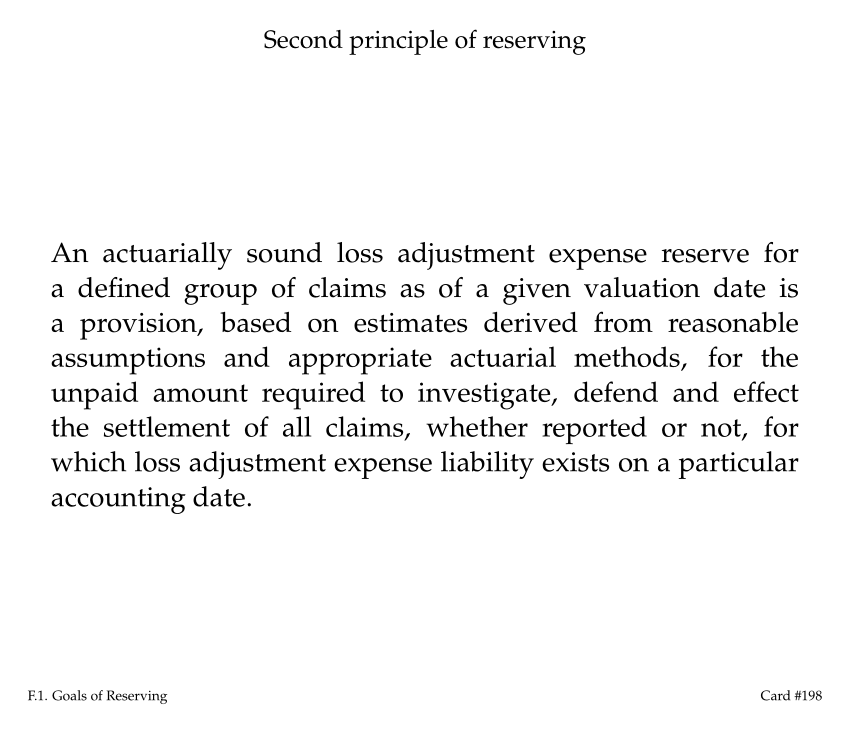 Second principle of reserving
An actuarially sound loss adjustment expense reserve for
a defined group of claims as of a given valuation date is
a provision, based on estimates derived from reasonable
assumptions and appropriate actuarial methods, for the
unpaid amount required to investigate, defend and effect
the settlement of all claims, whether reported or not, for
which loss adjustment expense liability exists on a particular
accounting date.
F.1. Goals of Reserving
Card #198